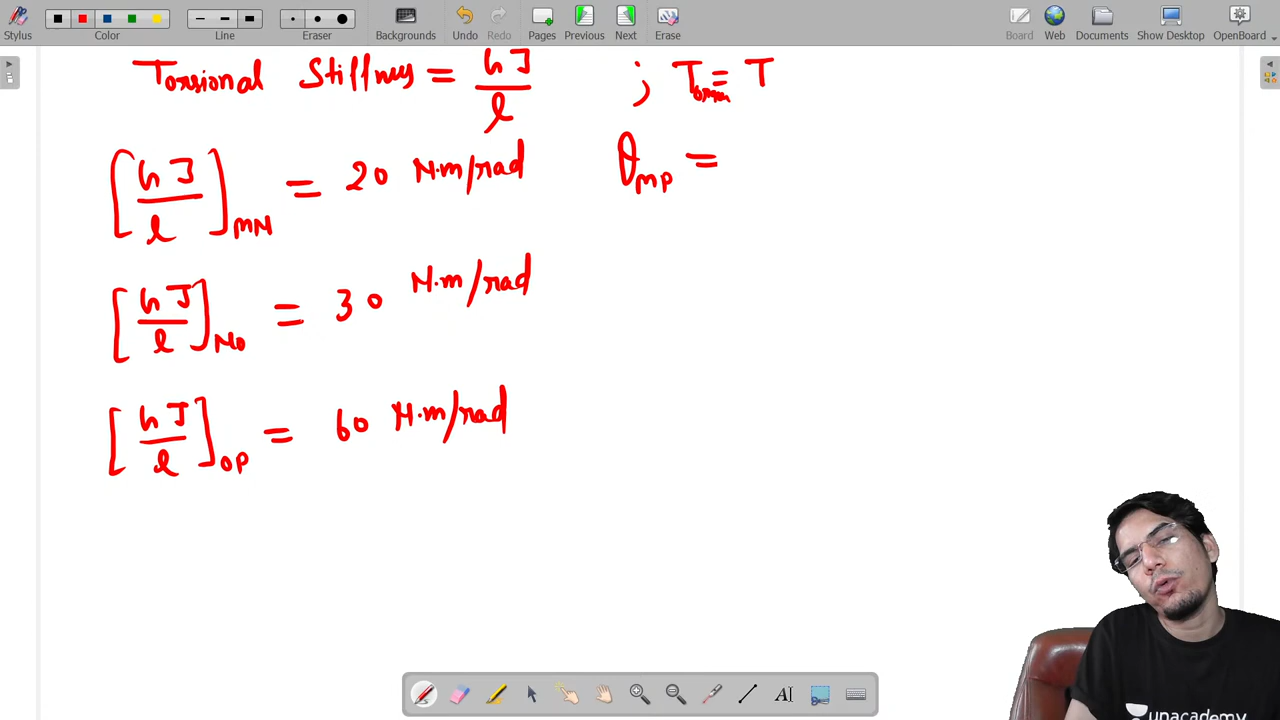 Stylus
Color
Line
Eraser
Backgrounds
Undo
Redo
Pages
Previous
Next
Erase
Board
Web
Documents
Show Desktop
OpenBoard
Torsional Stiffness = GJ/l ; T = T
[GJ/l]MN = 20 N.m/rad
θMP =
[GJ/l]NO = 30 N.m/rad
[GJ/l]OP = 60 N.m/rad
unacademy